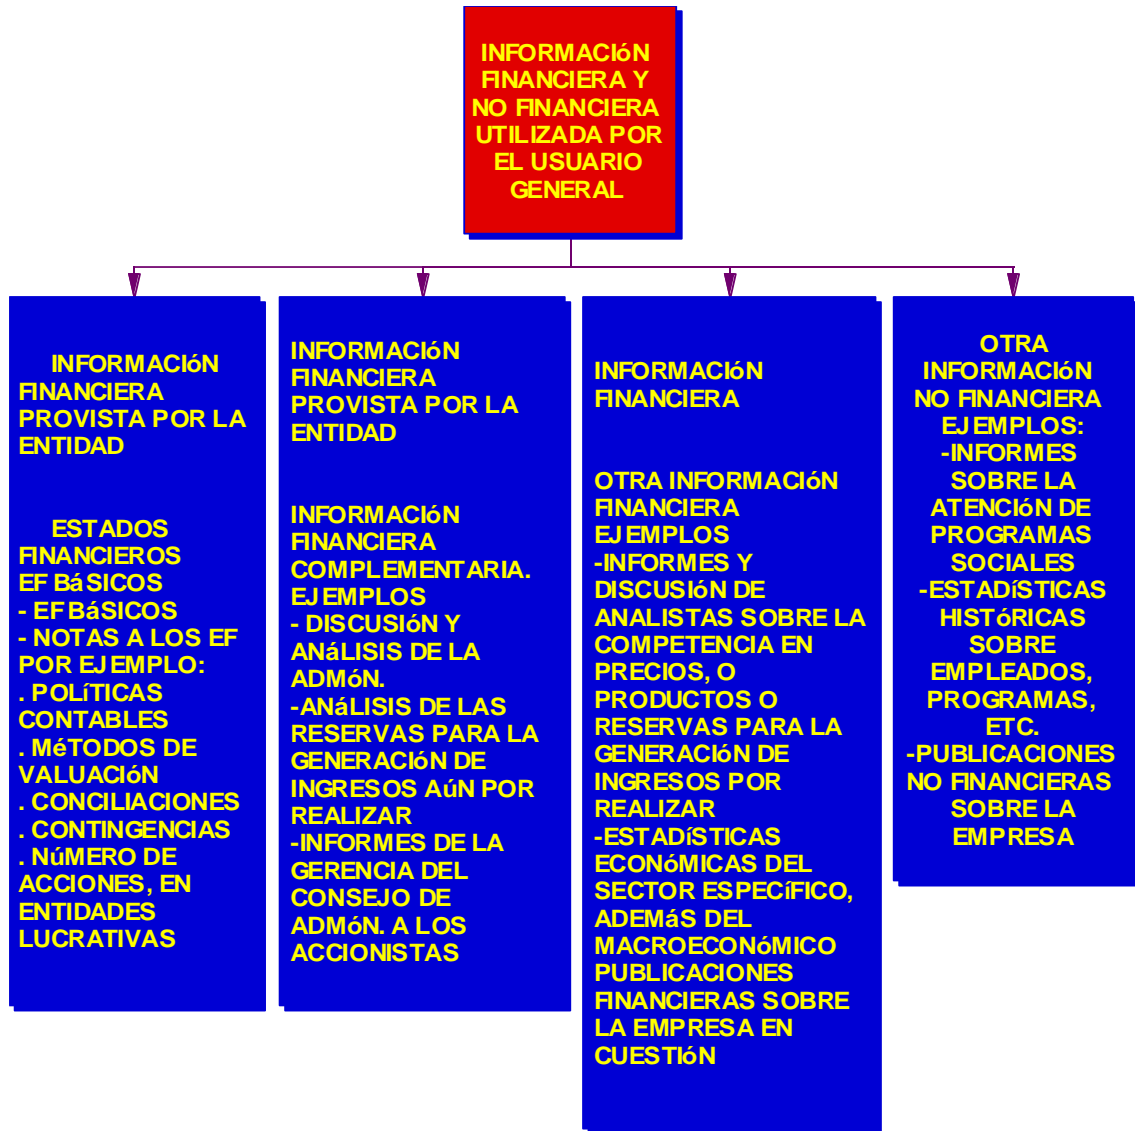 INFORMACIóN
FINANCIERA Y
NO FINANCIERA
UTILIZADA POR
EL USUARIO
GENERAL
INFORMACIóN
FINANCIERA
PROVISTA POR LA
ENTIDAD
ESTADOS
FINANCIEROS
EF BáSICOS
- EF BáSICOS
- NOTAS A LOS EF
POR EJEMPLO:
. POLíTICAS
CONTABLES
. MéTODOS DE
VALUACIóN
. CONCILIACIONES
. CONTINGENCIAS
. NúMERO DE
ACCIONES, EN
ENTIDADES
LUCRATIVAS
INFORMACIóN
FINANCIERA
PROVISTA POR LA
ENTIDAD
INFORMACIóN
FINANCIERA
COMPLEMENTARIA.
EJEMPLOS
- DISCUSIóN Y
ANáLISIS DE LA
ADMóN.
-ANáLISIS DE LAS
RESERVAS PARA LA
GENERACIóN DE
INGRESOS AúN POR
REALIZAR
-INFORMES DE LA
GERENCIA DEL
CONSEJO DE
ADMóN. A LOS
ACCIONISTAS
INFORMACIóN
FINANCIERA
OTRA INFORMACIóN
FINANCIERA
EJEMPLOS
-INFORMES Y
DISCUSIóN DE
ANALISTAS SOBRE LA
COMPETENCIA EN
PRECIOS, O
PRODUCTOS O
RESERVAS PARA LA
GENERACIóN DE
INGRESOS POR
REALIZAR
-ESTADíSTICAS
ECONóMICAS DEL
SECTOR ESPECíFICO,
ADEMáS DEL
MACROECONóMICO
PUBLICACIONES
FINANCIERAS SOBRE
LA EMPRESA EN
CUESTIóN
OTRA
INFORMACIóN
NO FINANCIERA
EJEMPLOS:
-INFORMES
SOBRE LA
ATENCIóN DE
PROGRAMAS
SOCIALES
-ESTADíSTICAS
HISTóRICAS
SOBRE
EMPLEADOS,
PROGRAMAS,
ETC.
-PUBLICACIONES
NO FINANCIERAS
SOBRE LA
EMPRESA